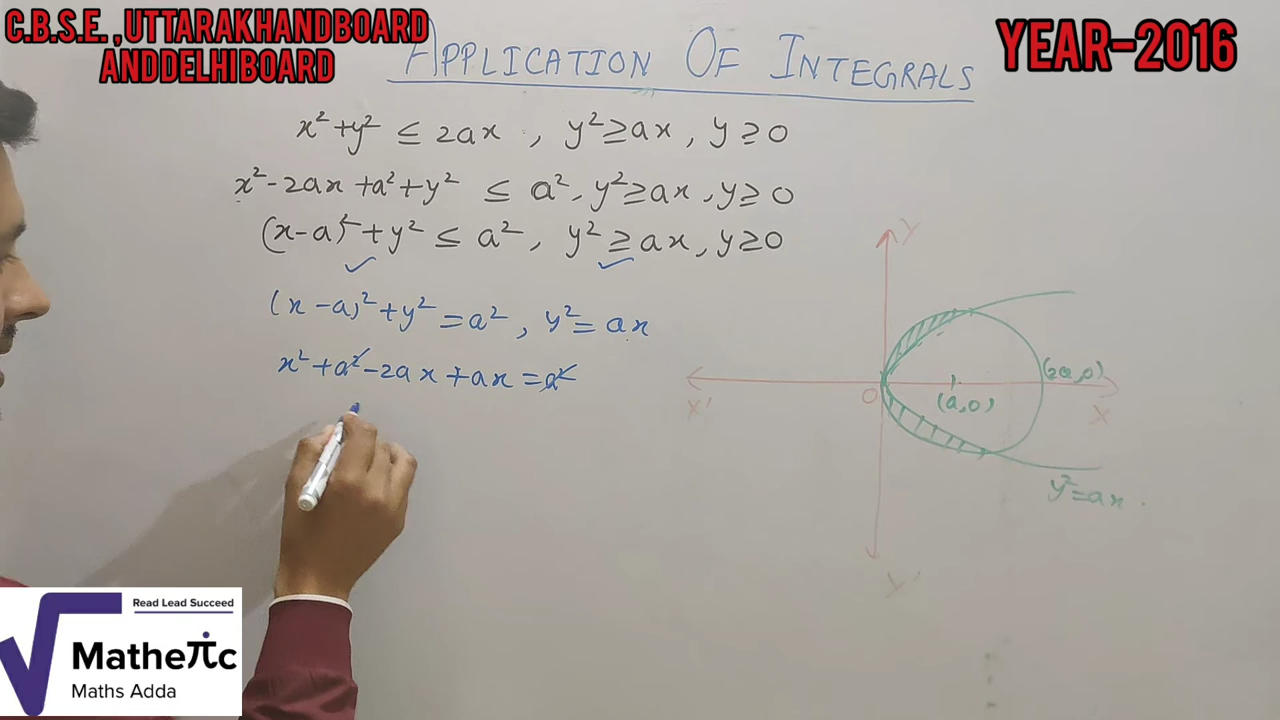 C.B.S.E. ,UTTARAKHANDBOARD
ANDDELHIBOARD
YEAR-2016
APPLICATION OF INTEGRALS
x²+y² ≤ 2ax , y²≥ax, y≥0
x²-2ax+a²+y² ≤ a², y²≥ax, y≥0
(x-a)²+y² ≤ a², y²≥ax, y≥0
(x-a)²+y²=a², y²=ax
x²+a²-2ax+ax=a²
Y
(2a,0)
X'
O
(a,0)
X
y²=ax
Y'
Read Lead Succeed
Matheπc
Maths Adda